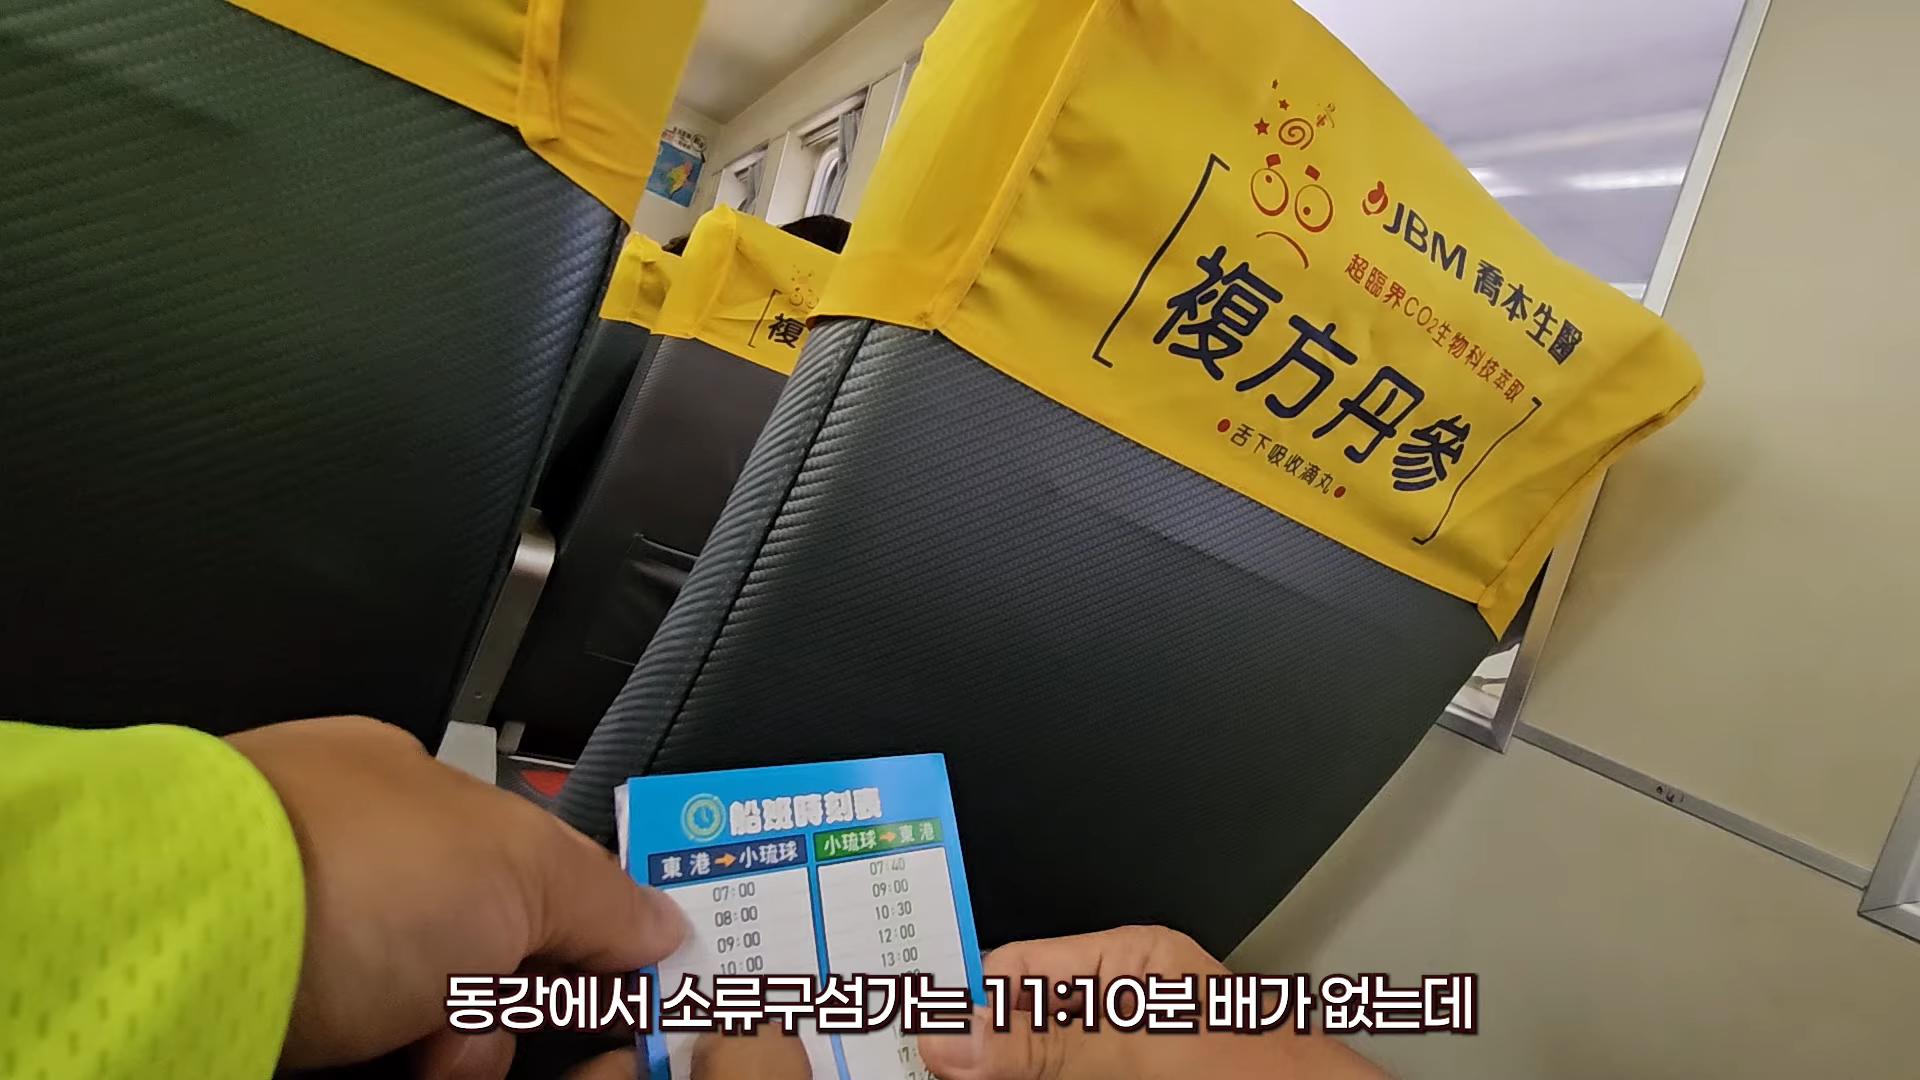 JBM 喬本生醫
超臨界CO2生物科技萃取
複方丹參
舌下吸收滴丸
複
船班時刻表
東港➡小琉球
小琉球➡東港
07:00
08:00
09:00
10:00
07:40
09:00
10:30
12:00
13:00
17:
동강에서 소류구섬가는 11:10분 배가 없는데